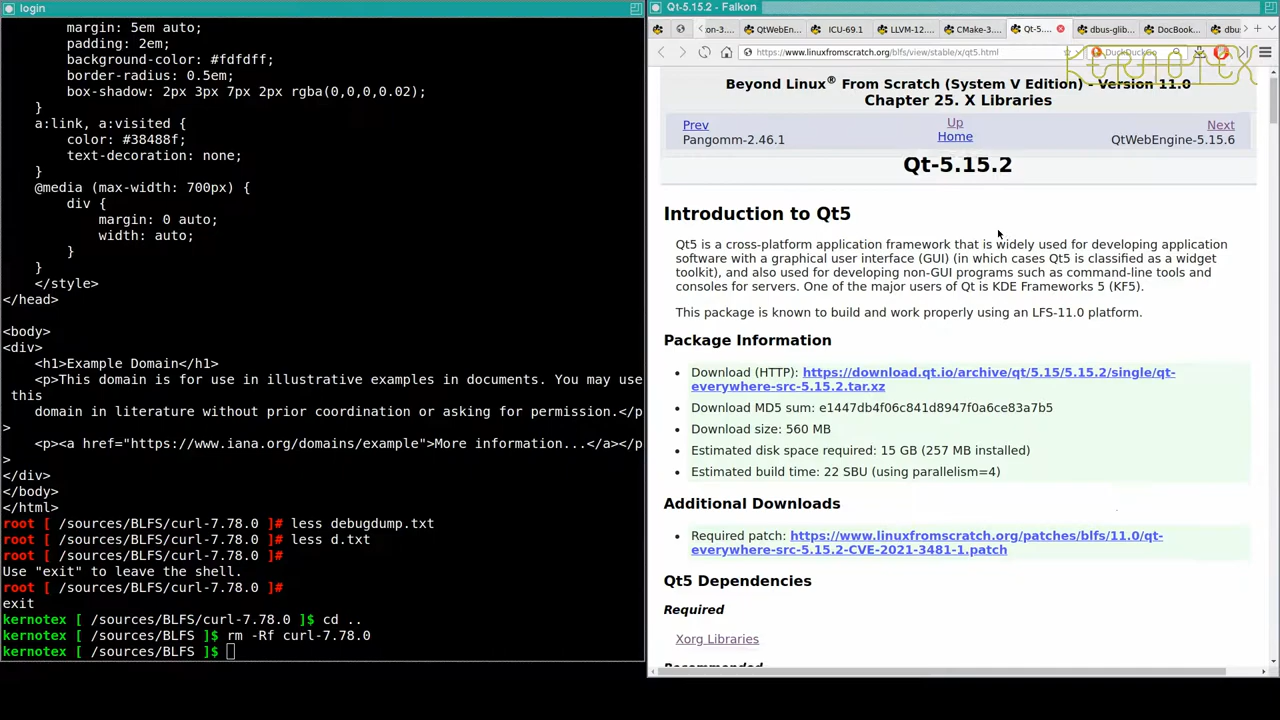 login
    margin: 5em auto;
    padding: 2em;
    background-color: #fdfdff;
    border-radius: 0.5em;
    box-shadow: 2px 3px 7px 2px rgba(0,0,0,0.02);
}
a:link, a:visited {
    color: #38488f;
    text-decoration: none;
}
@media (max-width: 700px) {
    div {
        margin: 0 auto;
        width: auto;
    }
}
</style>
</head>
<body>
<div>
    <h1>Example Domain</h1>
    <p>This domain is for use in illustrative examples in documents. You may use
this
    domain in literature without prior coordination or asking for permission.</p
>
    <p><a href="https://www.iana.org/domains/example">More information...</a></p
>
</div>
</body>
</html>
root [ /sources/BLFS/curl-7.78.0 ]# less debugdump.txt
root [ /sources/BLFS/curl-7.78.0 ]# less d.txt
root [ /sources/BLFS/curl-7.78.0 ]#
Use "exit" to leave the shell.
root [ /sources/BLFS/curl-7.78.0 ]#
exit
kernotex [ /sources/BLFS/curl-7.78.0 ]$ cd ..
kernotex [ /sources/BLFS ]$ rm -Rf curl-7.78.0
kernotex [ /sources/BLFS ]$
Qt-5.15.2 - Falkon
on-3.... QtWebEn... ICU-69.1 LLVM-12.... CMake-3.... Qt-5.... dbus-glib... DocBook... dbus
https://www.linuxfromscratch.org/blfs/view/stable/x/qt5.html DuckDuckGo
KERNOTEX
Beyond Linux® From Scratch (System V Edition) - Version 11.0
Chapter 25. X Libraries
Prev Up Next
Pangomm-2.46.1 Home QtWebEngine-5.15.6
Qt-5.15.2
Introduction to Qt5
Qt5 is a cross-platform application framework that is widely used for developing application
software with a graphical user interface (GUI) (in which cases Qt5 is classified as a widget
toolkit), and also used for developing non-GUI programs such as command-line tools and
consoles for servers. One of the major users of Qt is KDE Frameworks 5 (KF5).
This package is known to build and work properly using an LFS-11.0 platform.
Package Information
Download (HTTP): https://download.qt.io/archive/qt/5.15/5.15.2/single/qt-
everywhere-src-5.15.2.tar.xz
Download MD5 sum: e1447db4f06c841d8947f0a6ce83a7b5
Download size: 560 MB
Estimated disk space required: 15 GB (257 MB installed)
Estimated build time: 22 SBU (using parallelism=4)
Additional Downloads
Required patch: https://www.linuxfromscratch.org/patches/blfs/11.0/qt-
everywhere-src-5.15.2-CVE-2021-3481-1.patch
Qt5 Dependencies
Required
Xorg Libraries
Recommended